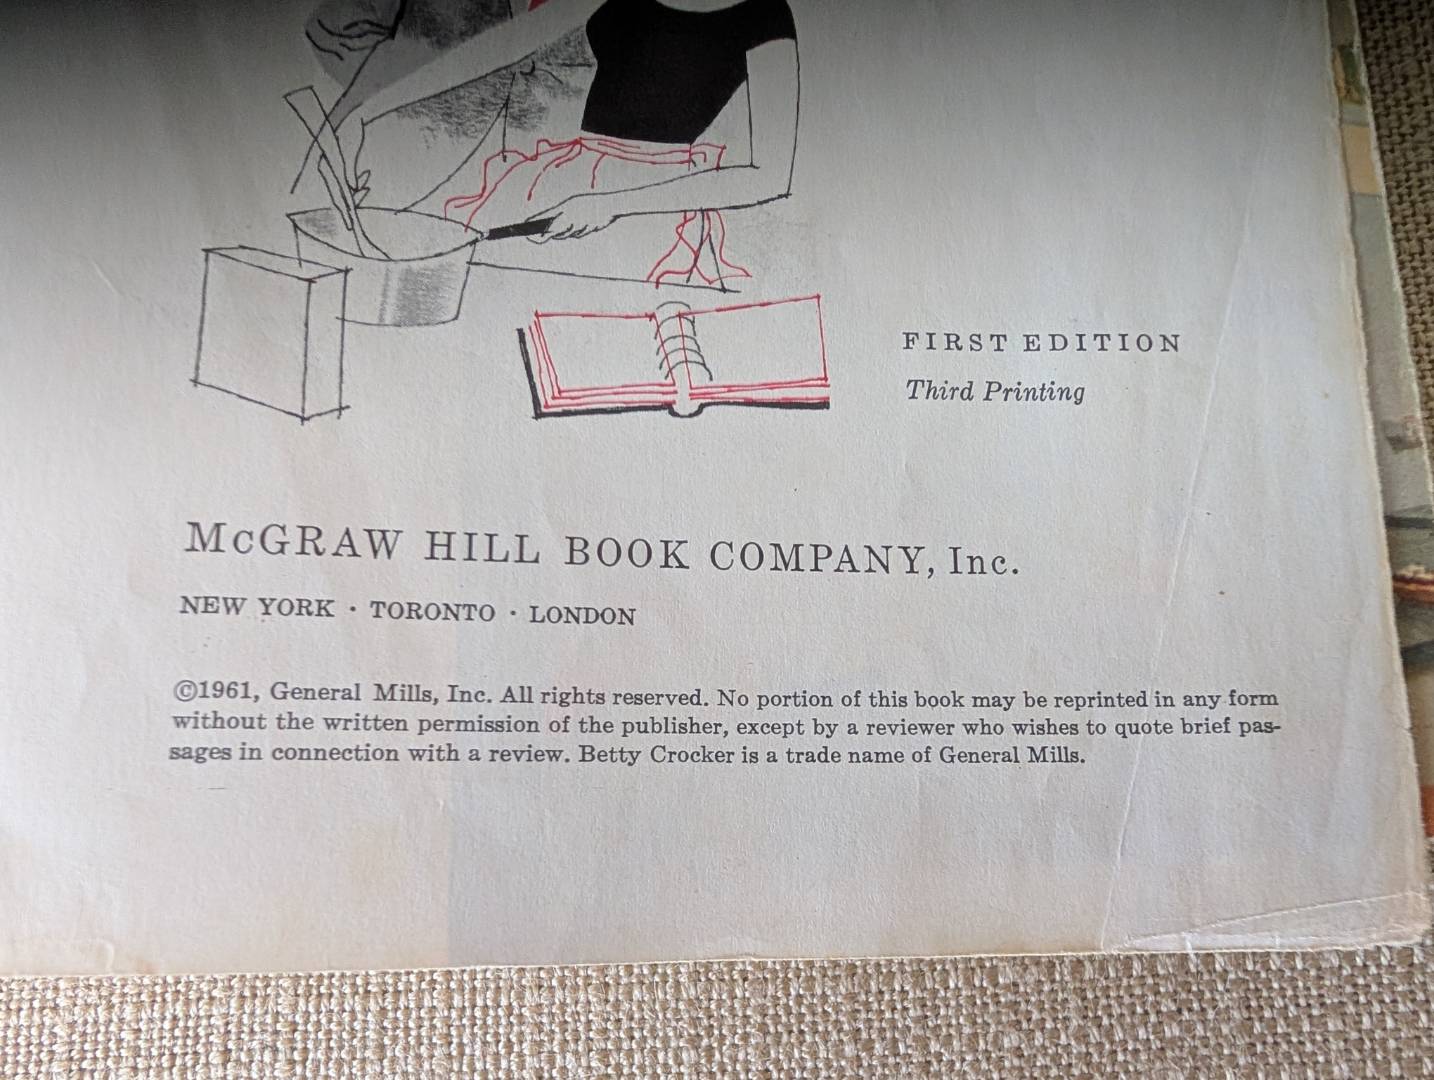 FIRST EDITION
Third Printing
McGRAW HILL BOOK COMPANY, Inc.
NEW YORK · TORONTO · LONDON
©1961, General Mills, Inc. All rights reserved. No portion of this book may be reprinted in any form
without the written permission of the publisher, except by a reviewer who wishes to quote brief pas-
sages in connection with a review. Betty Crocker is a trade name of General Mills.